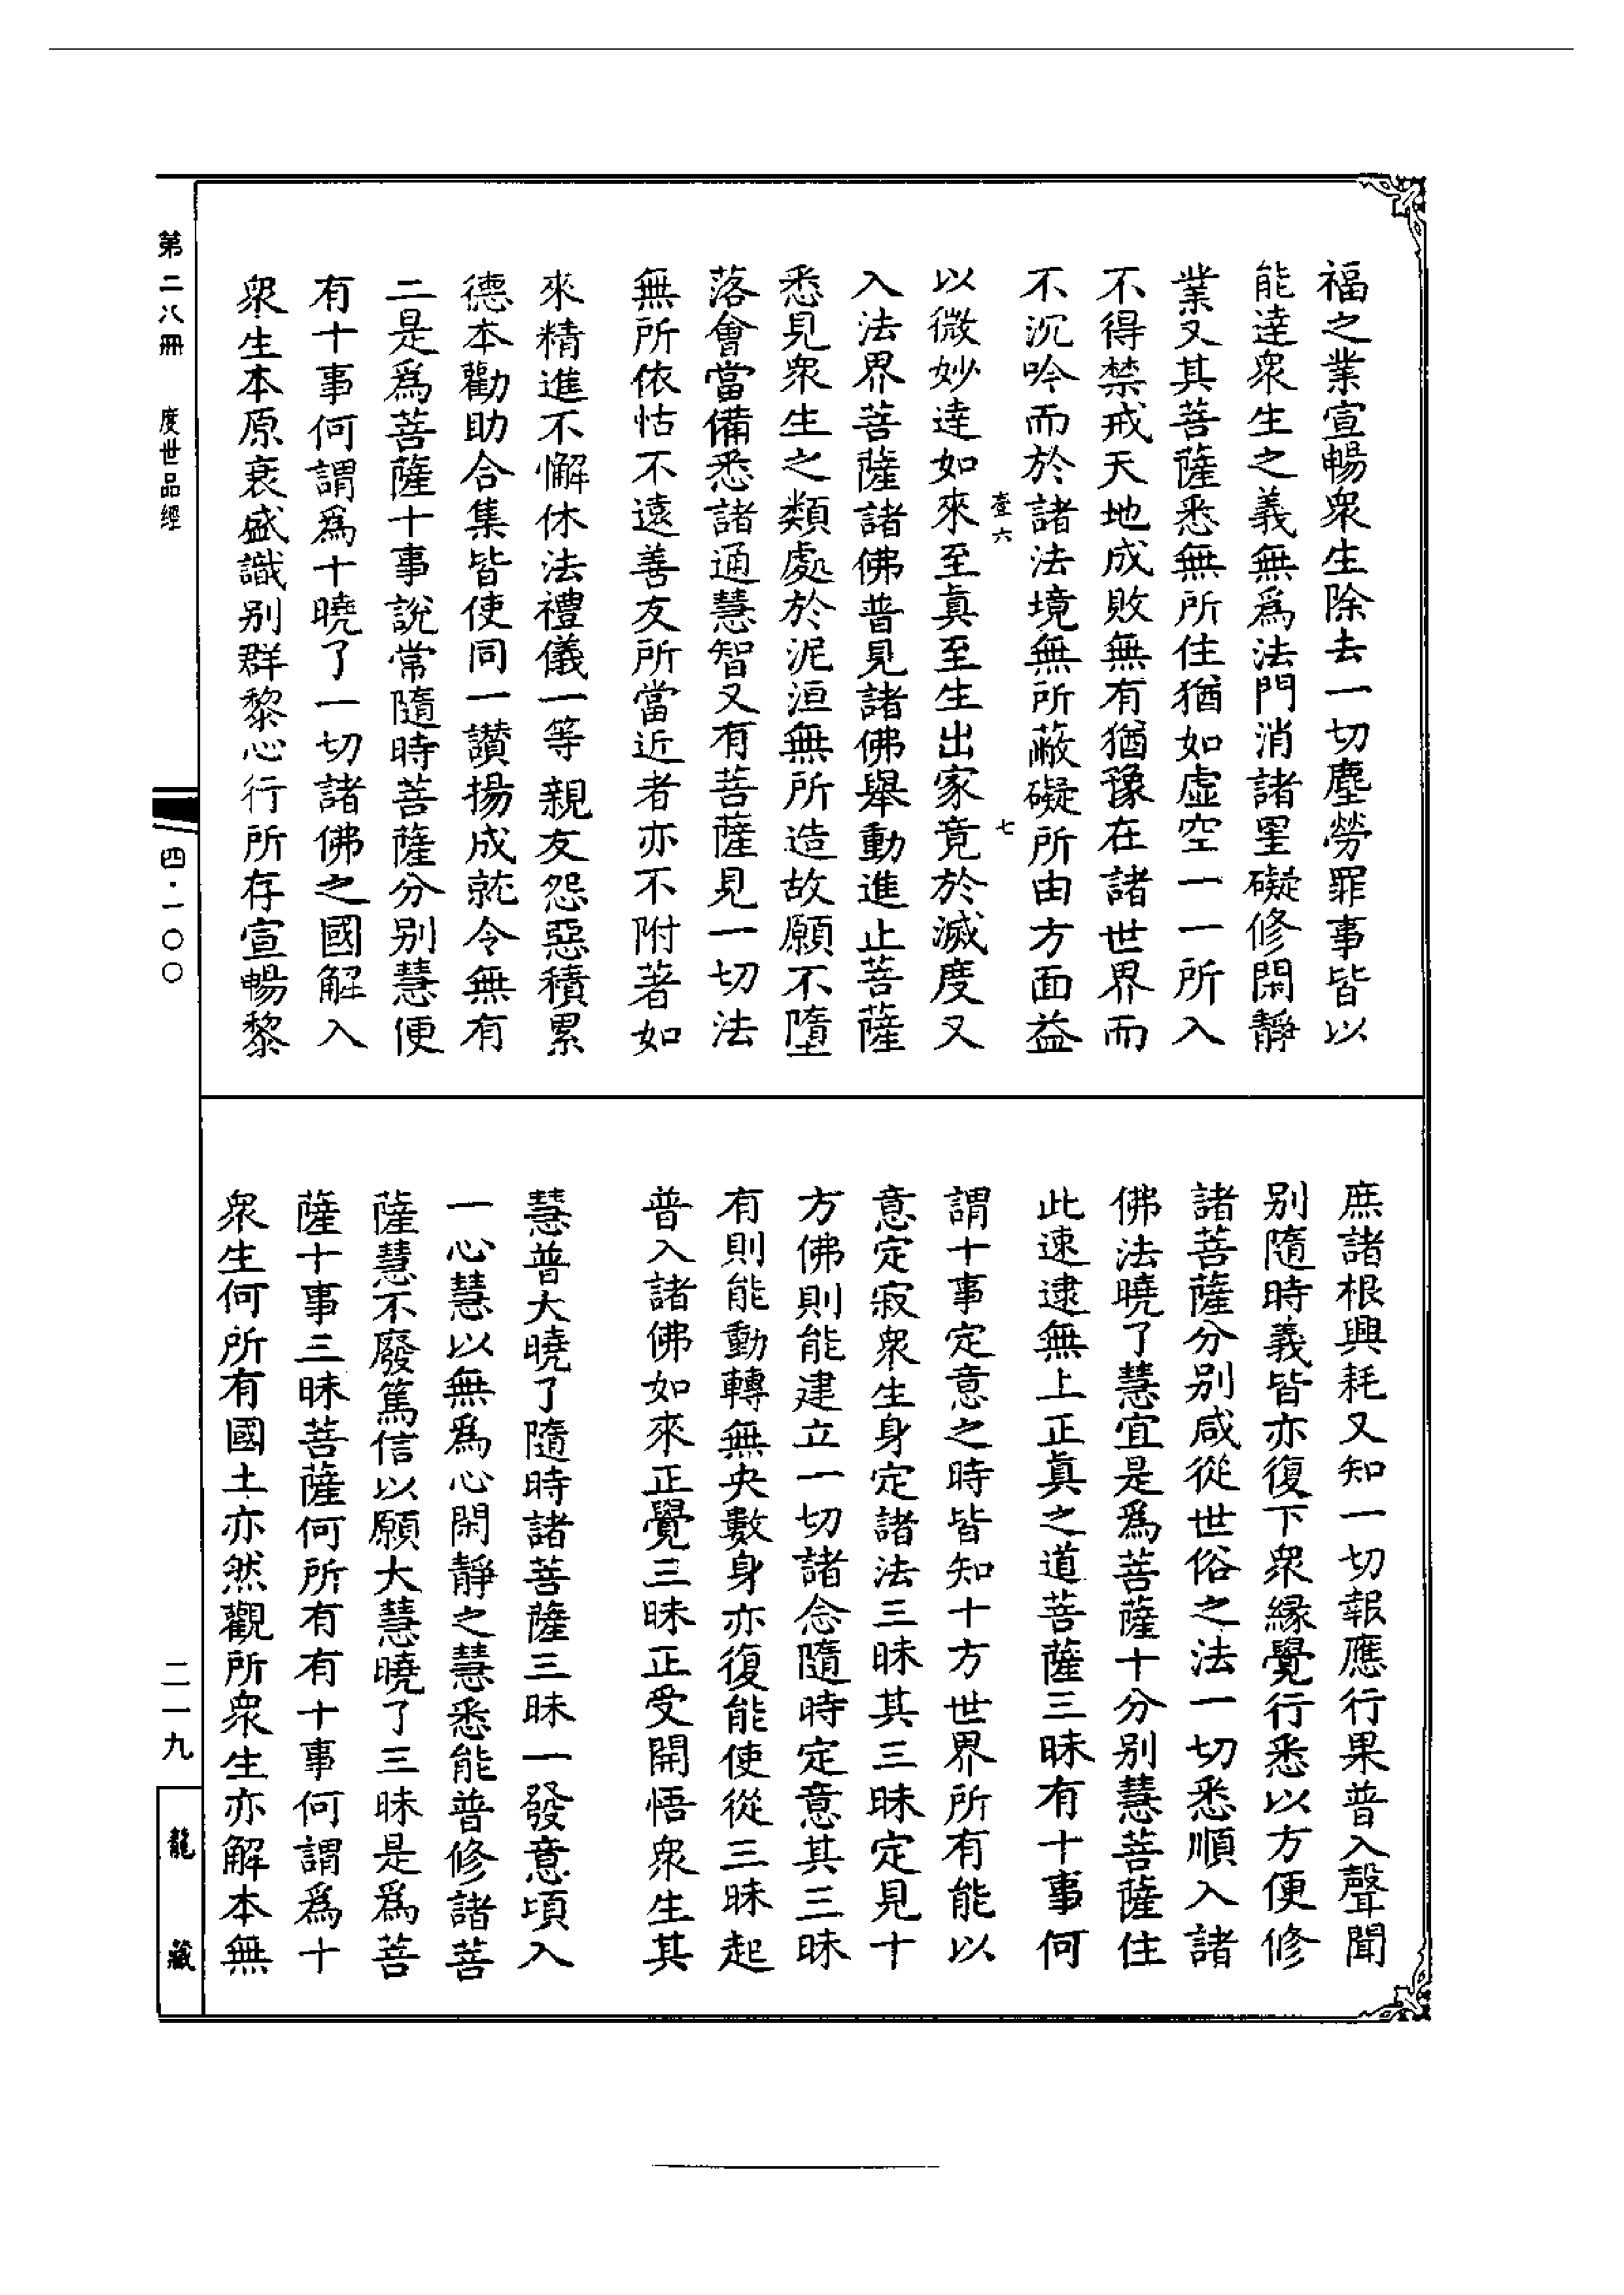 福之業宣暢衆生除去一切塵勞罪事皆以
能達衆生之義無爲法門消諸罣礙修閑靜
業又其菩薩悉無所住猶如虛空一一所入
不得禁戒天地成敗無有猶豫在諸世界而
不沉吟而於諸法境無所蔽礙所由方面益
壹六 七
以微妙達如來至眞至生出家竟於滅度又
入法界菩薩諸佛普見諸佛舉動進止菩薩
悉見衆生之類處於泥洹無所造故願不墮
落會當備悉諸通慧智又有菩薩見一切法
無所依怙不遠善友所當近者亦不附著如
來精進不懈休法禮儀一等親友怨惡積累
德本勸助合集皆使同一讃揚成就令無有
二是爲菩薩十事說常隨時菩薩分别慧便
有十事何謂爲十曉了一切諸佛之國解入
衆生本原衰盛識别群黎心行所存宣暢黎
庶諸根興耗又知一切報應行果普入聲聞
别隨時義皆亦復下衆緣覺行悉以方便修
諸菩薩分别咸從世俗之法一切悉順入諸
佛法曉了慧宜是爲菩薩十分别慧菩薩住
此速逮無上正眞之道菩薩三昧有十事何
謂十事定意之時皆知十方世界所有能以
意定寂衆生身定諸法三昧其三昧定見十
方佛則能建立一切諸念隨時定意其三昧
有則能動轉無央數身亦復能使從三昧起
普入諸佛如來正覺三昧正受開悟衆生其
慧普大曉了隨時諸菩薩三昧一發意頃入
一心慧以無爲心閑靜之慧悉能普修諸菩
薩慧不廢篤信以願大慧曉了三昧是爲菩
薩十事三昧菩薩何所有有十事何謂爲十
衆生何所有國土亦然觀所衆生亦解本無
第二八冊 度世品經
四·一〇〇
二一九
龍藏